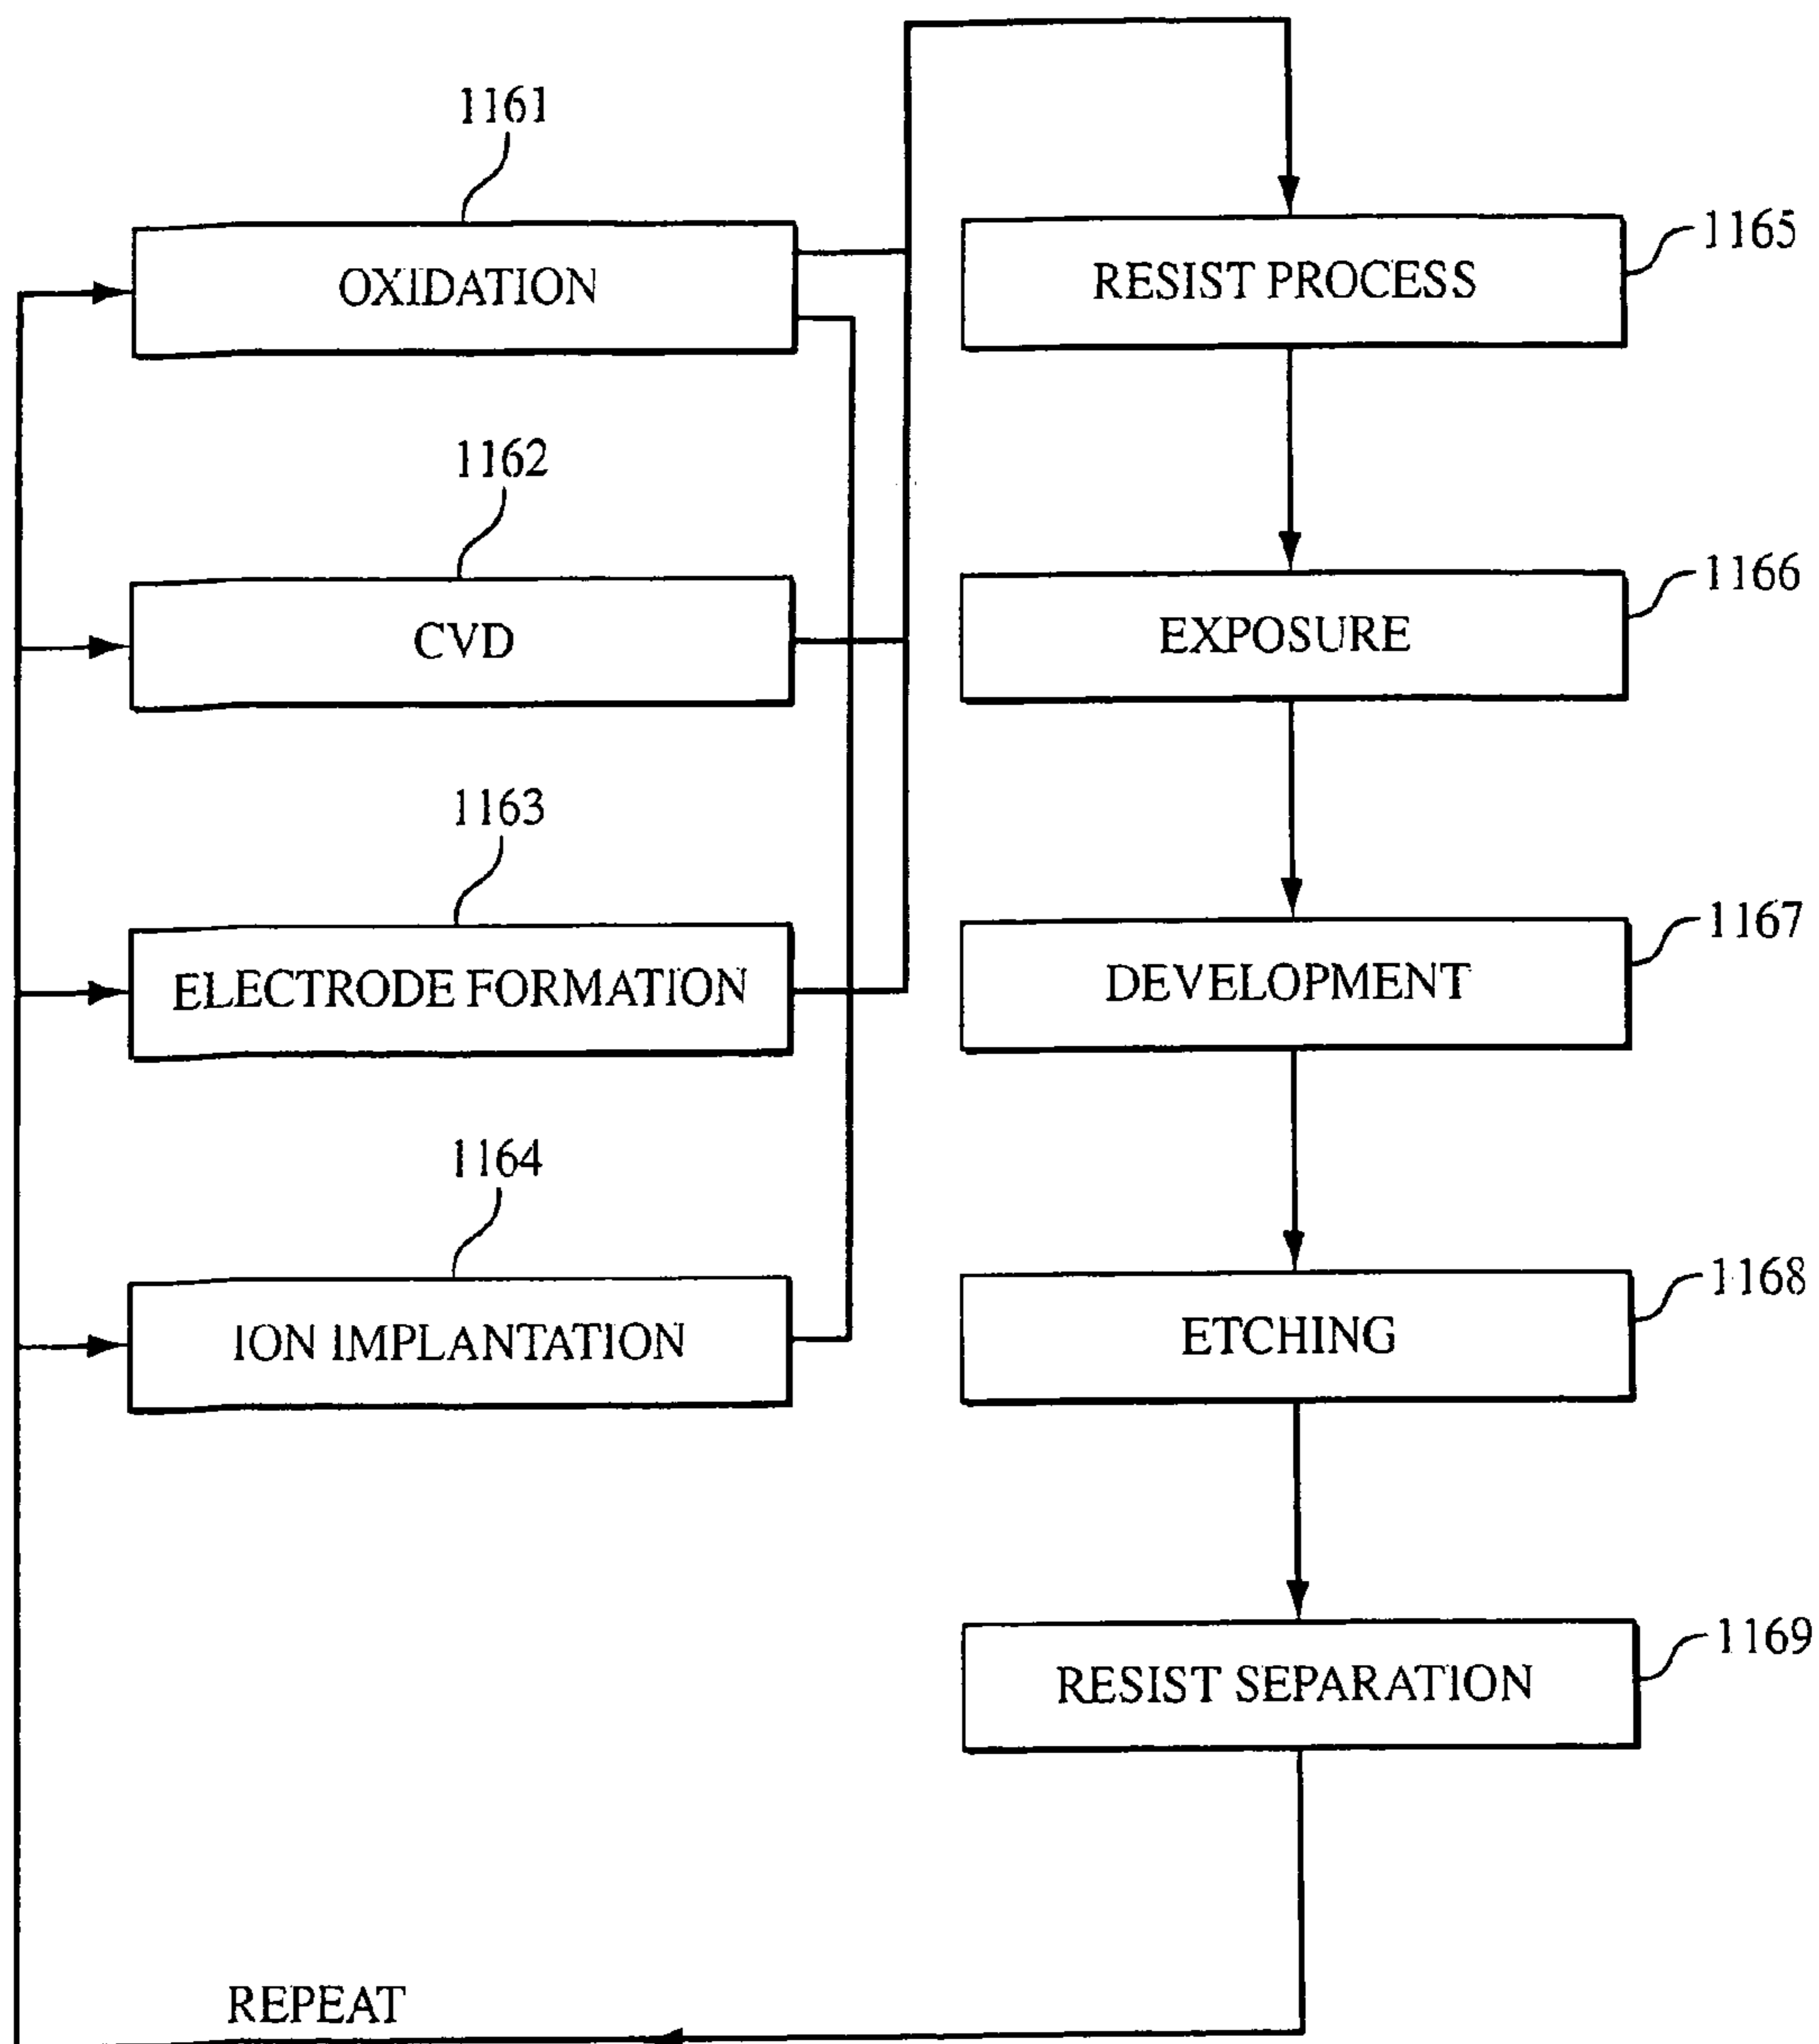 1161
OXIDATION
1162
CVD
1163
ELECTRODE FORMATION
1164
ION IMPLANTATION
1165
RESIST PROCESS
1166
EXPOSURE
1167
DEVELOPMENT
1168
ETCHING
1169
RESIST SEPARATION
REPEAT